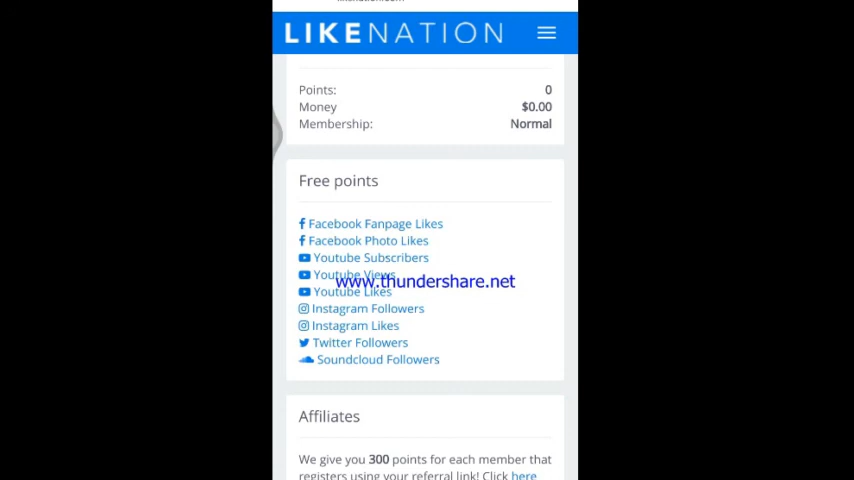 LIKENATION
Points: 0
Money $0.00
Membership: Normal
Free points
Facebook Fanpage Likes
Facebook Photo Likes
Youtube Subscribers
Youtube Views
www.thundershare.net
Youtube Likes
Instagram Followers
Instagram Likes
Twitter Followers
Soundcloud Followers
Affiliates
We give you 300 points for each member that
registers using your referral link! Click here